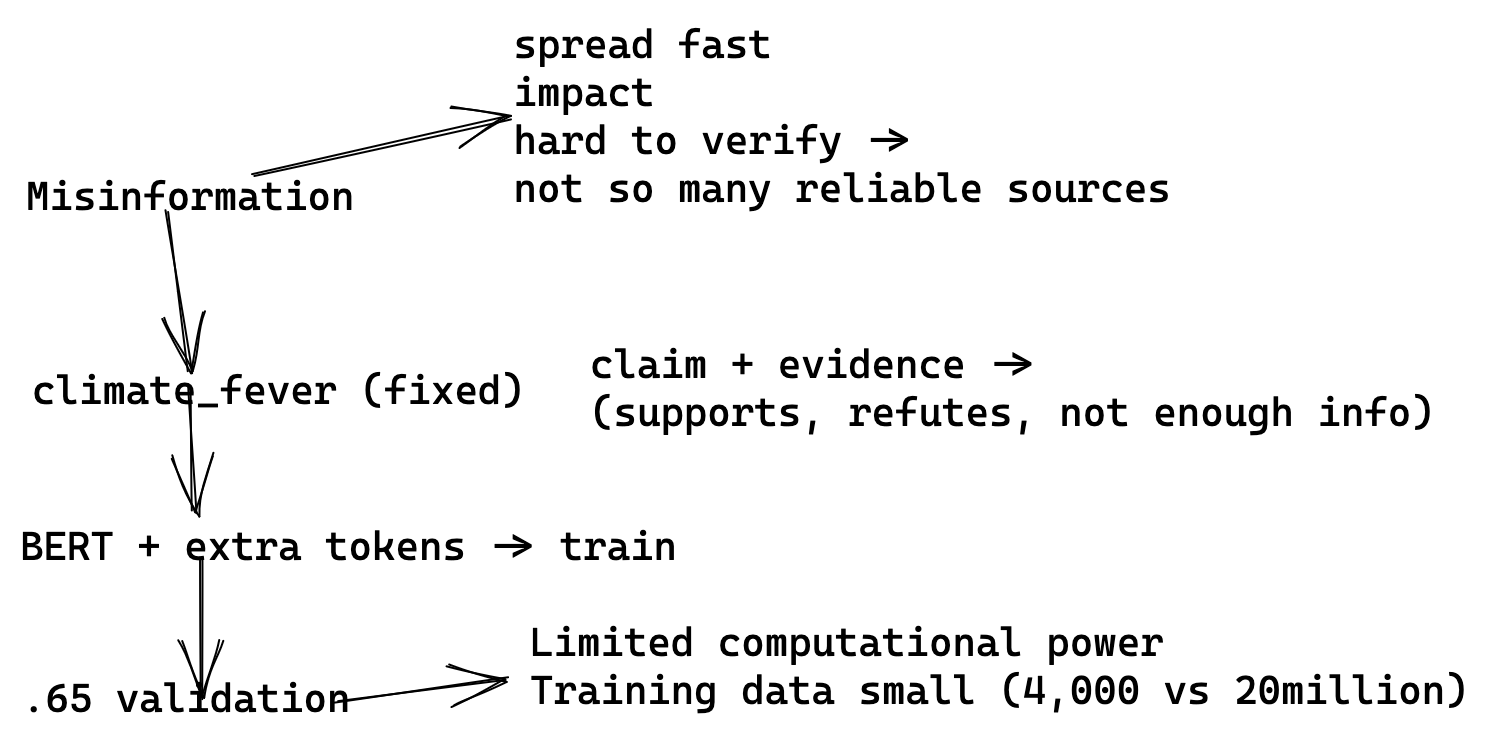 spread fast
impact
hard to verify →
not so many reliable sources
Misinformation
climate_fever (fixed)
claim + evidence →
(supports, refutes, not enough info)
BERT + extra tokens → train
.65 validation
Limited computational power
Training data small (4,000 vs 20million)